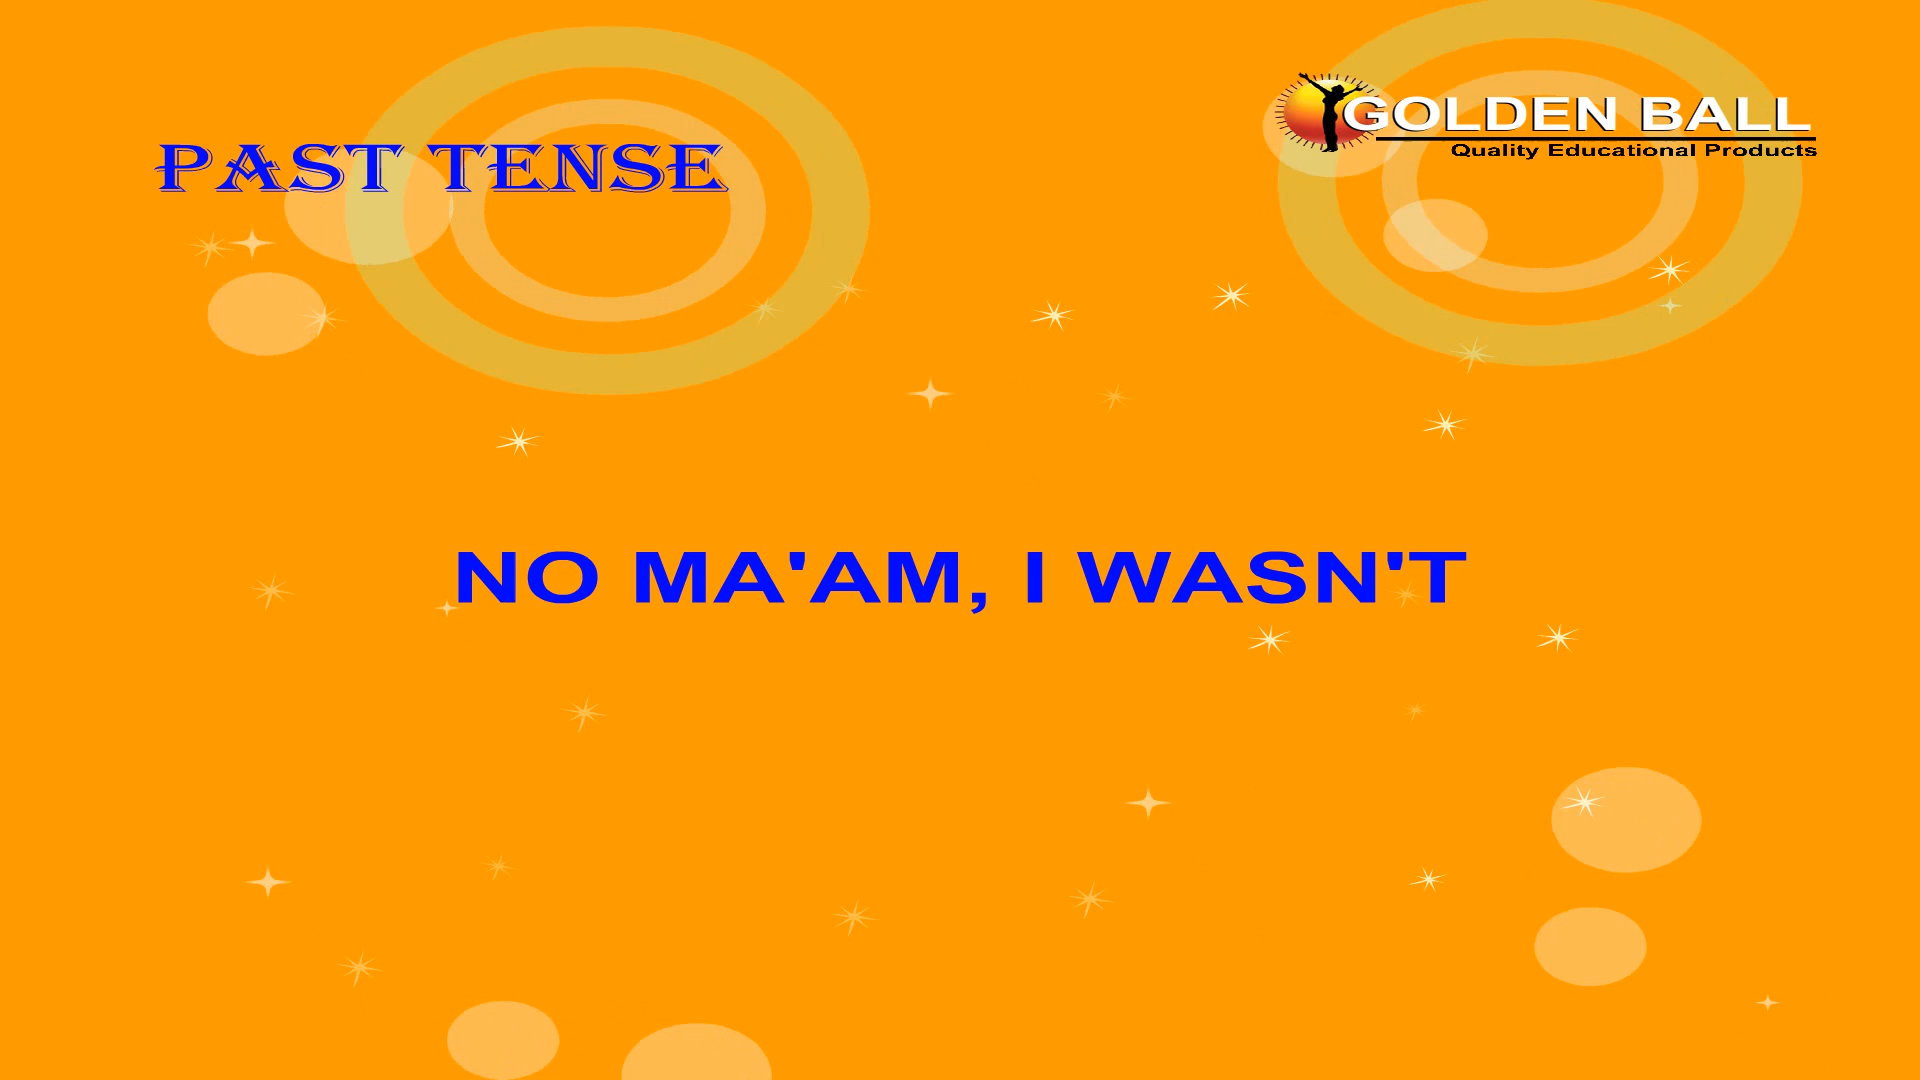 PAST TENSE
GOLDEN BALL
Quality Educational Products
NO MA'AM, I WASN'T